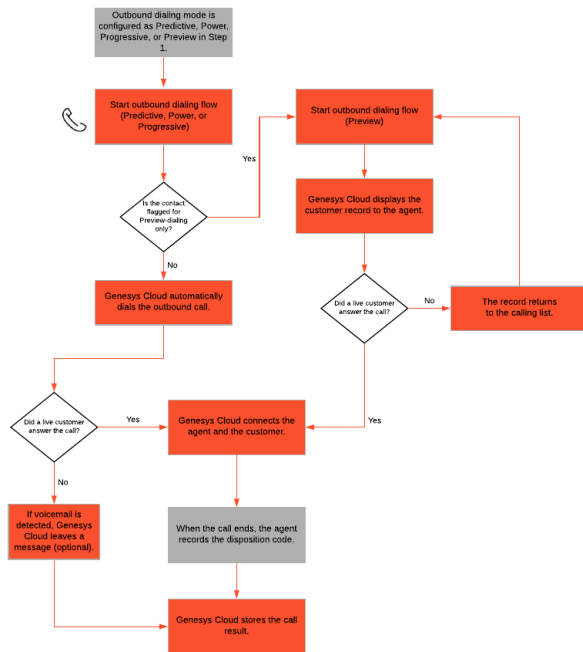 Outbound dialing mode is
configured as Predictive, Power,
Progressive, or Preview in Step
1.
Start outbound dialing flow
(Predictive, Power, or
Progressive)
Start outbound dialing flow
(Preview)
Yes
Is the contact
flagged for
Preview-dialing
only?
Genesys Cloud displays the
customer record to the agent.
No
Genesys Cloud automatically
dials the outbound call.
Did a live customer
answer the call?
No
The record returns
to the calling list.
Did a live customer
answer the call?
Yes
Genesys Cloud connects the
agent and the customer.
Yes
No
If voicemail is
detected, Genesys
Cloud leaves a
message (optional).
When the call ends, the agent
records the disposition code.
Genesys Cloud stores the call
result.